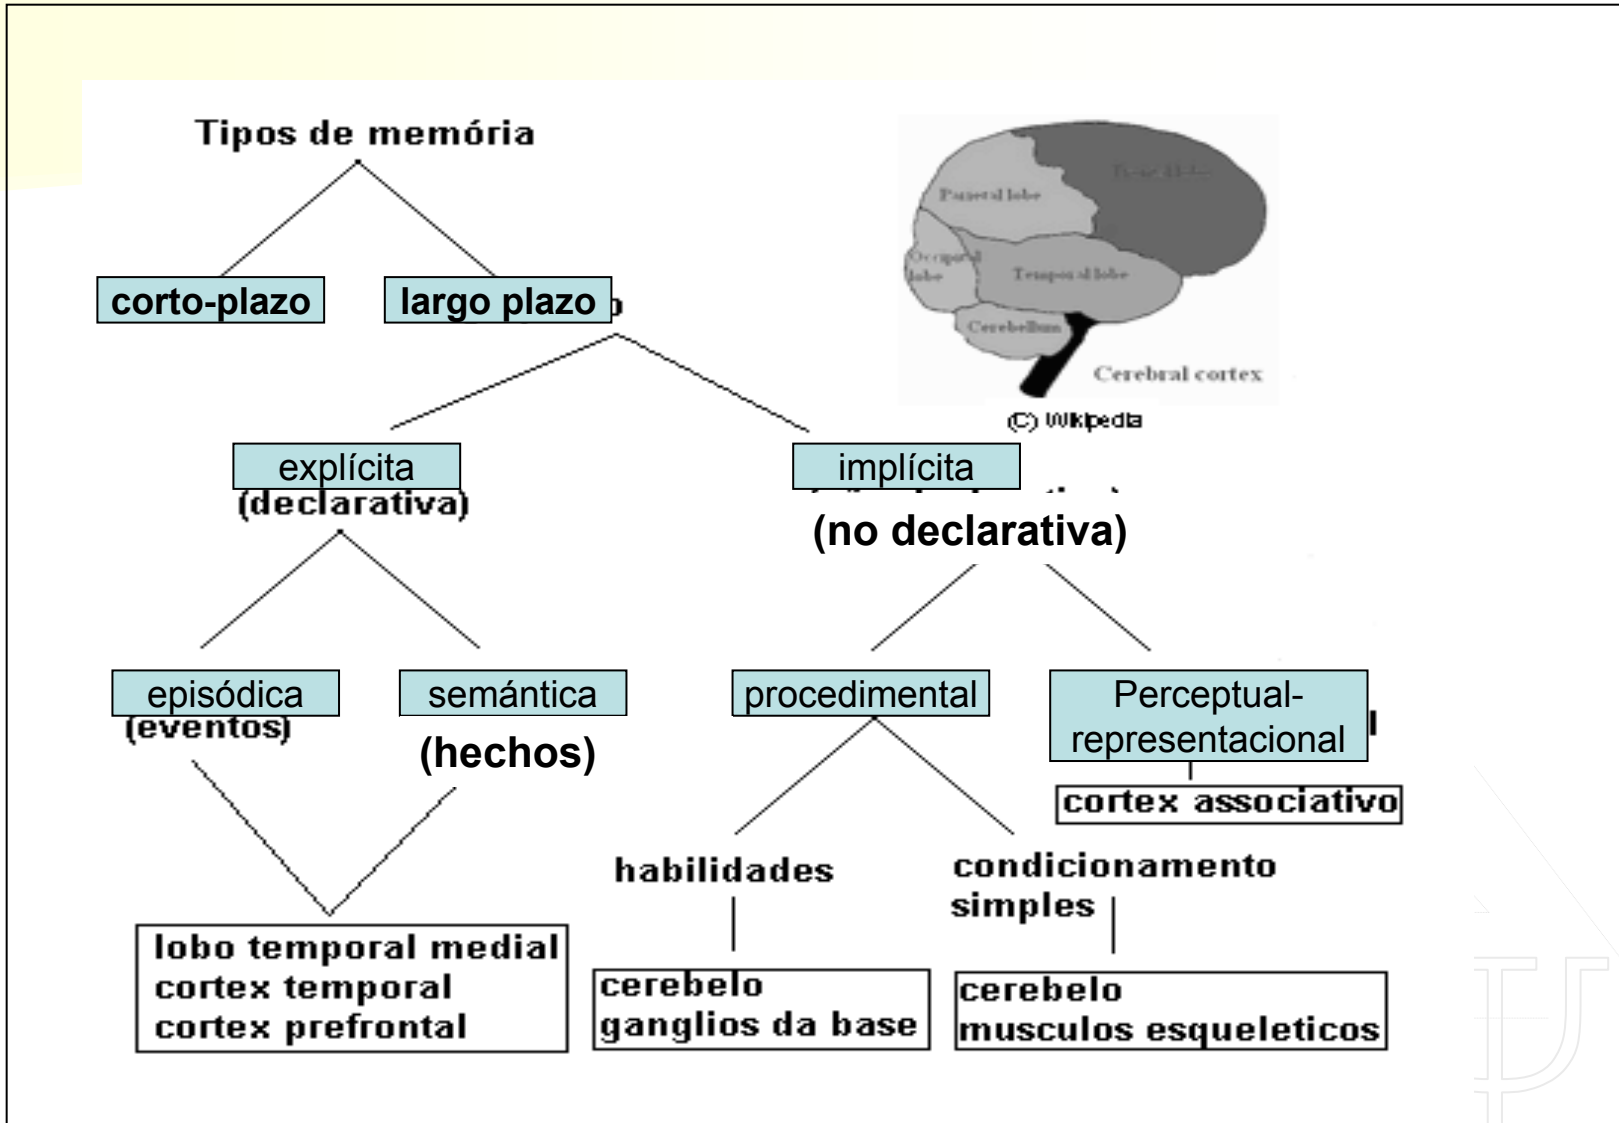 Tipos de memória
corto-plazo
largo plazo
explícita
(declarativa)
implícita
(no declarativa)
episódica
(eventos)
semántica
(hechos)
procedimental
Perceptual-
representacional
cortex associativo
habilidades
condicionamento
simples
lobo temporal medial
cortex temporal
cortex prefrontal
cerebelo
ganglios da base
cerebelo
musculos esqueleticos
Parietal lobe
Occipital
lobe
Temporal lobe
Cerebellum
Cerebral cortex
(C) Wikipedia